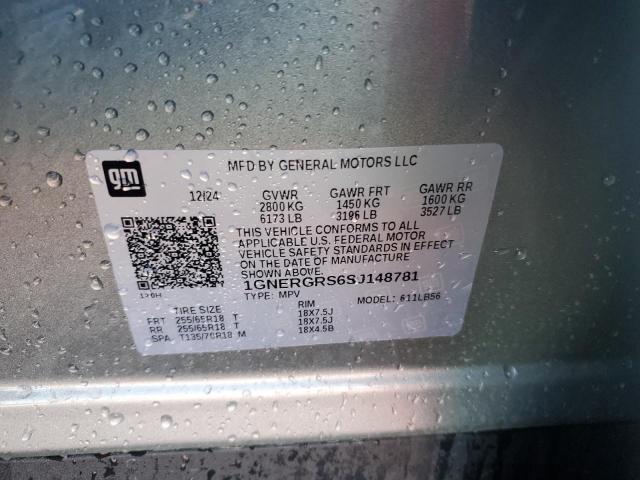 gm
MFD BY GENERAL MOTORS LLC
12/24 GVWR GAWR FRT GAWR RR
2800 KG 1450 KG 1600 KG
6173 LB 3196 LB 3527 LB
THIS VEHICLE CONFORMS TO ALL
APPLICABLE U.S. FEDERAL MOTOR
VEHICLE SAFETY STANDARDS IN EFFECT
ON THE DATE OF MANUFACTURE
SHOWN ABOVE.
1GNERGRS6SJ148781
TYPE: MPV MODEL: 611LB56
TIRE SIZE RIM
FRT 255/65R18 T 18X7.5J
RR 255/65R18 T 18X7.5J
SPA T135/70R18 M 18X4.5B